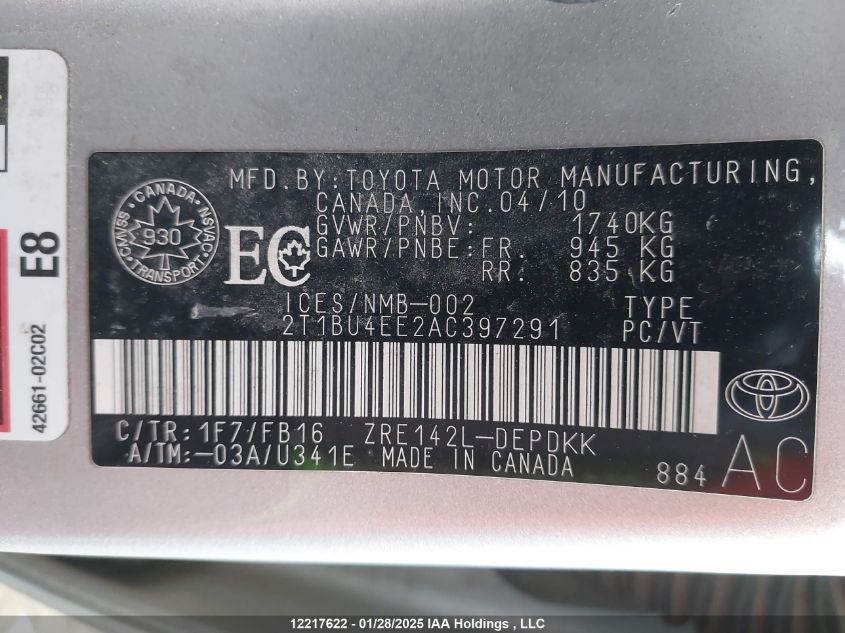 MFD.BY:TOYOTA MOTOR MANUFACTURING,
CANADA, INC.04/10
GVWR/PNBV: 1740KG
GAWR/PNBE:FR. 945 KG
RR: 835 KG
CANADA
CMVSS 930 NSVAC
TRANSPORT
EC
ICES/NMB-002 TYPE
2T1BU4EE2AC397291 PC/VT
C/TR:1F7/FB16 ZRE142L-DEPDKK
A/TM:-03A/U341E MADE IN CANADA
884 AC
E8
42661-02C02
12217622 - 01/28/2025 IAA Holdings , LLC